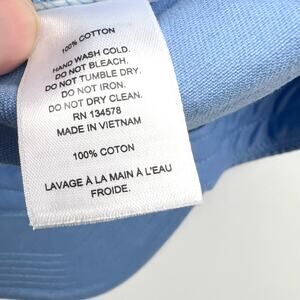 100% COTTON
HAND WASH COLD.
DO NOT BLEACH.
DO NOT TUMBLE DRY.
DO NOT IRON.
DO NOT DRY CLEAN.
RN 134578
MADE IN VIETNAM
100% COTON
LAVAGE À LA MAIN À L'EAU
FROIDE.